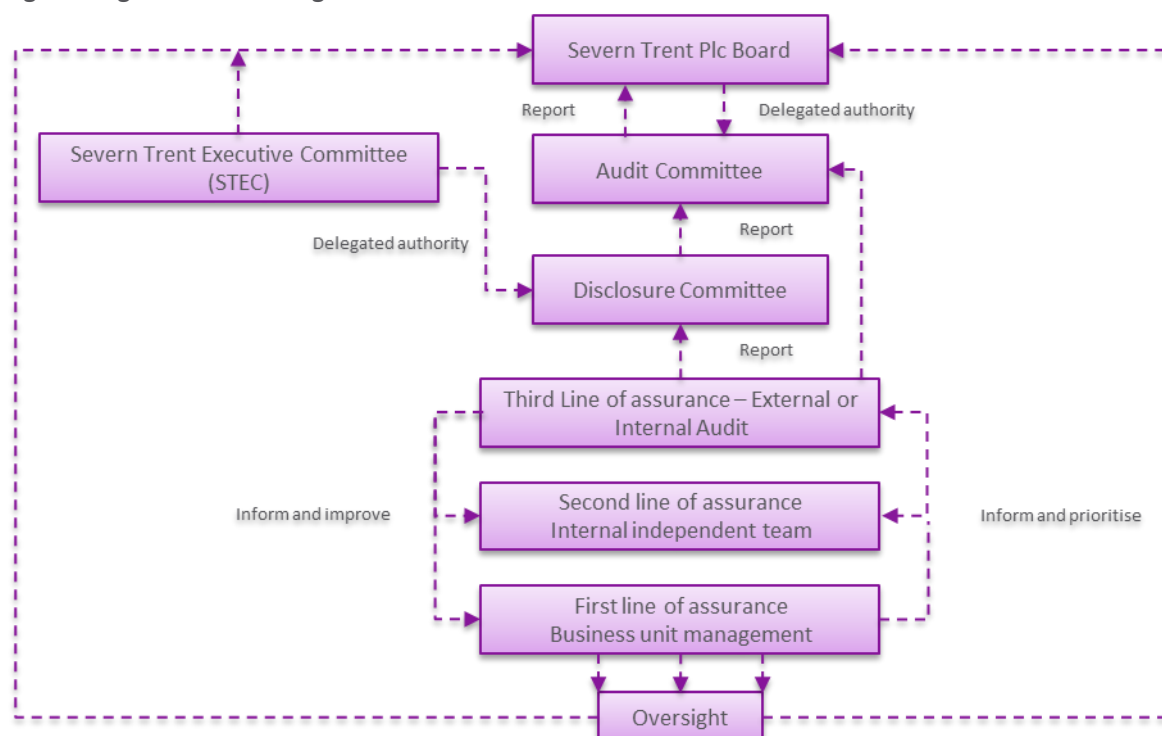 Severn Trent Plc Board
Report
Delegated authority
Severn Trent Executive Committee
(STEC)
Audit Committee
Report
Delegated authority
Disclosure Committee
Report
Third Line of assurance – External or
Internal Audit
Inform and improve
Second line of assurance
Internal independent team
Inform and prioritise
First line of assurance
Business unit management
Oversight